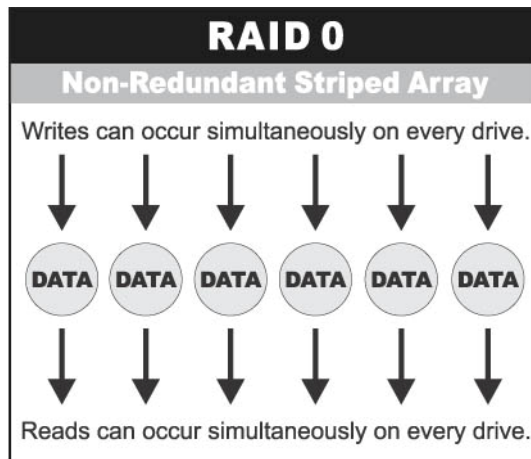 RAID 0
Non-Redundant Striped Array
Writes can occur simultaneously on every drive.
DATA DATA DATA DATA DATA DATA
Reads can occur simultaneously on every drive.